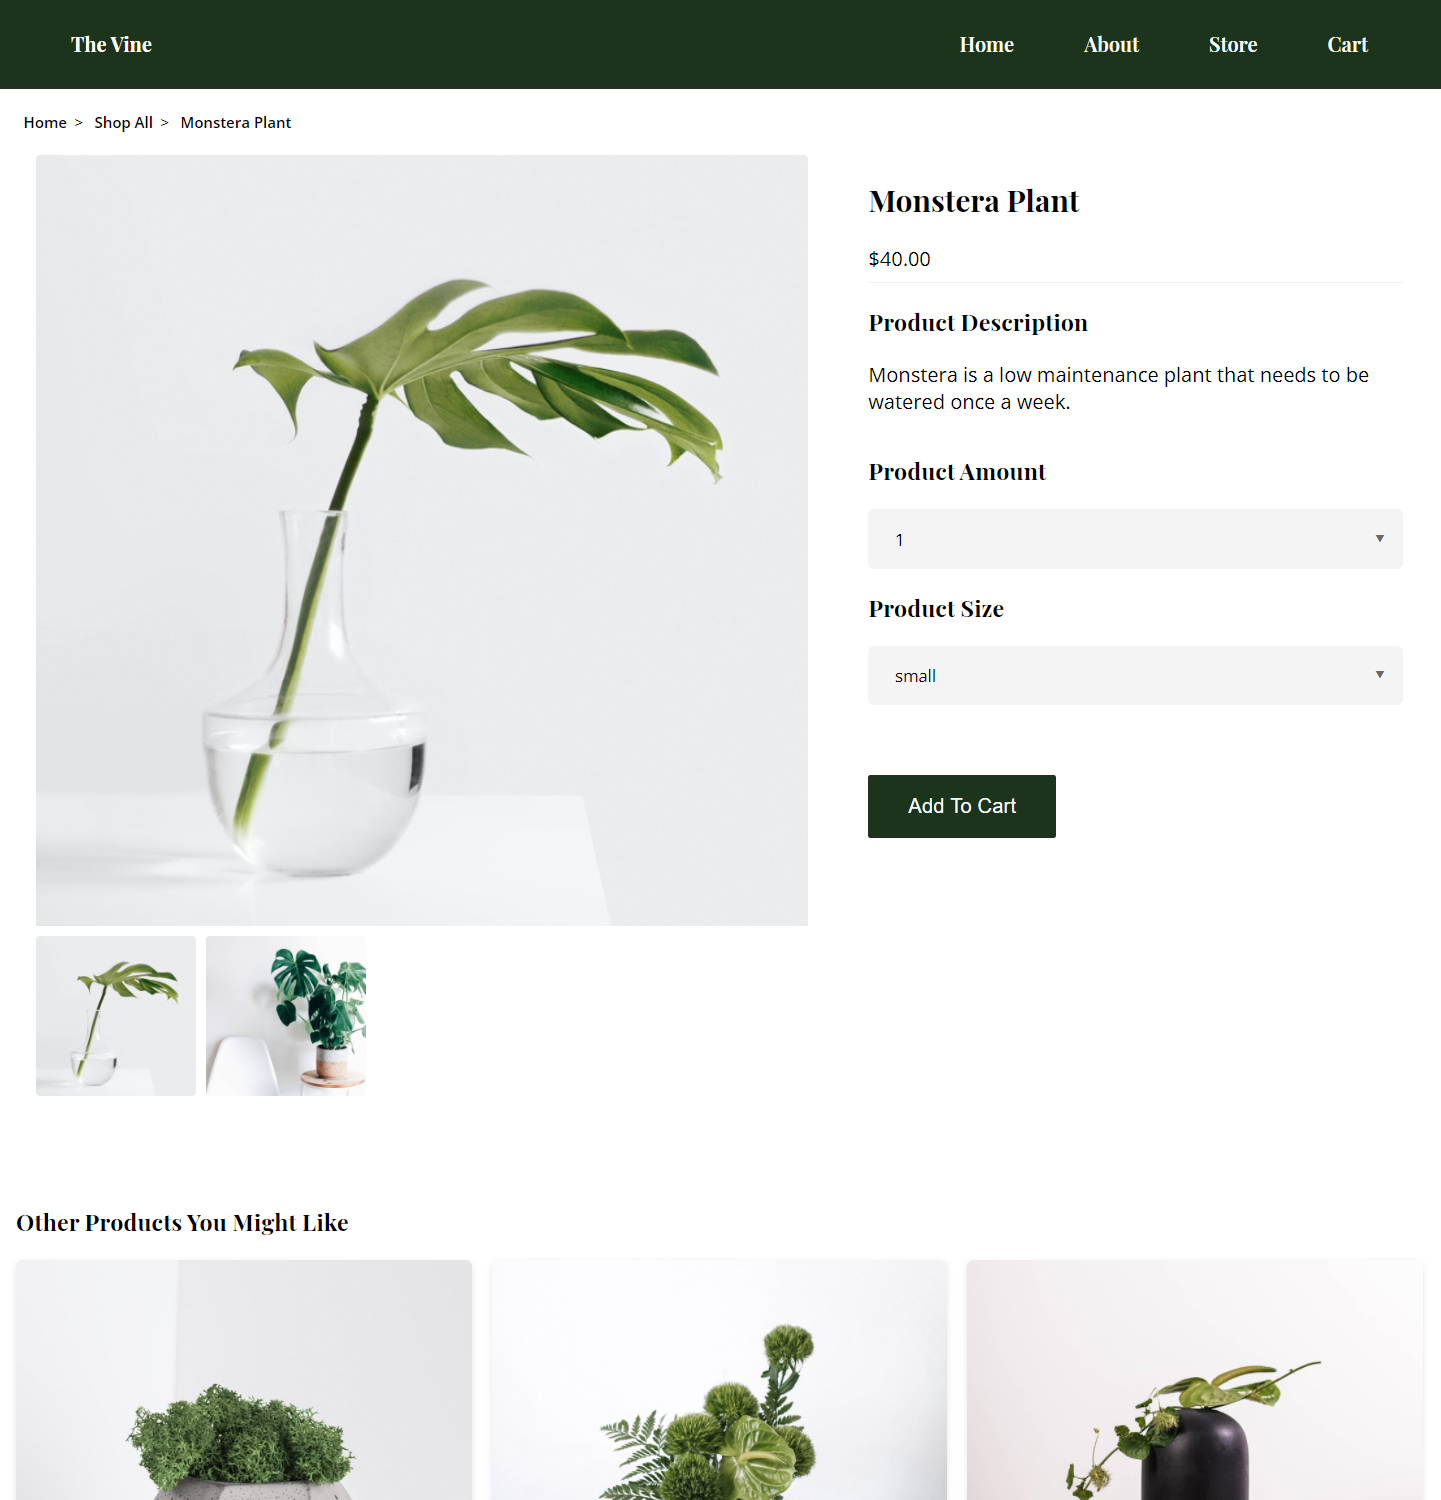 The Vine
Home
About
Store
Cart
Home > Shop All > Monstera Plant
Monstera Plant
$40.00
Product Description
Monstera is a low maintenance plant that needs to be
watered once a week.
Product Amount
1
Product Size
small
Add To Cart
Other Products You Might Like